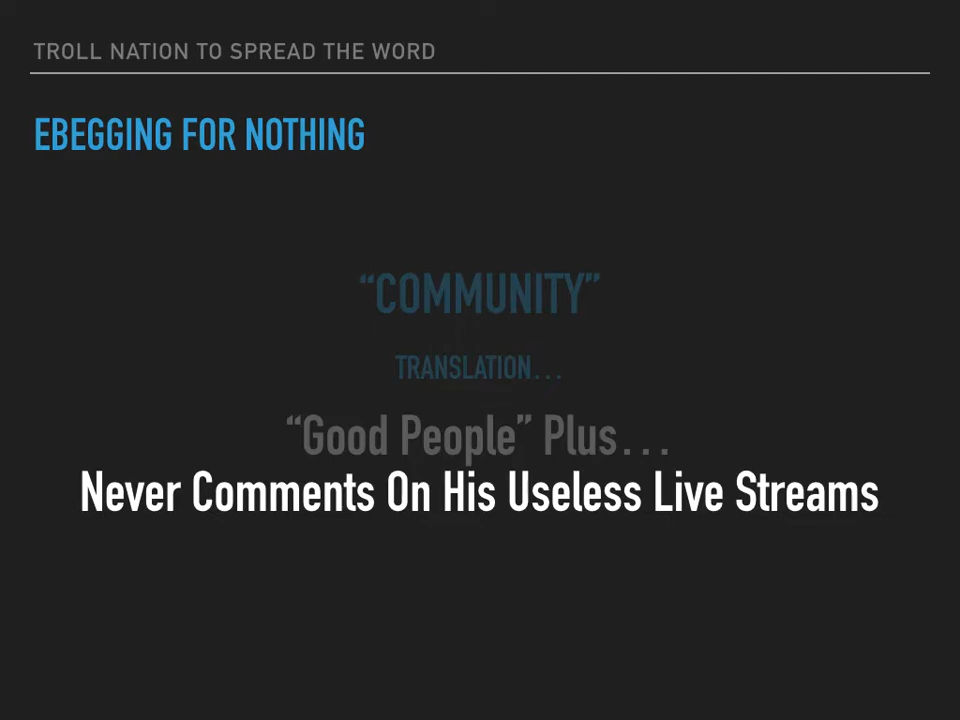 TROLL NATION TO SPREAD THE WORD
EBEGGING FOR NOTHING
“COMMUNITY”
TRANSLATION…
“Good People” Plus…
Never Comments On His Useless Live Streams